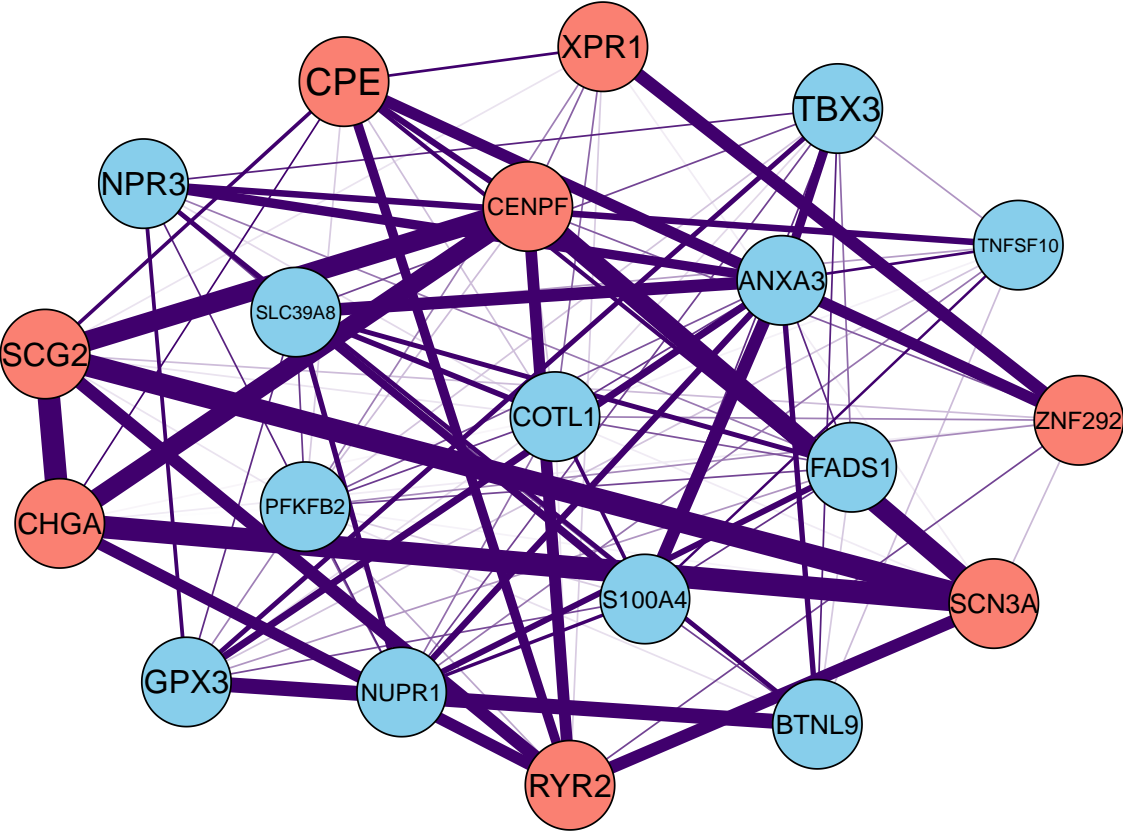 XPR1
CPE
TBX3
NPR3
CENPF
TNFSF10
ANXA3
SLC39A8
SCG2
COTL1
ZNF292
FADS1
PFKFB2
CHGA
S100A4
SCN3A
GPX3
NUPR1
BTNL9
RYR2